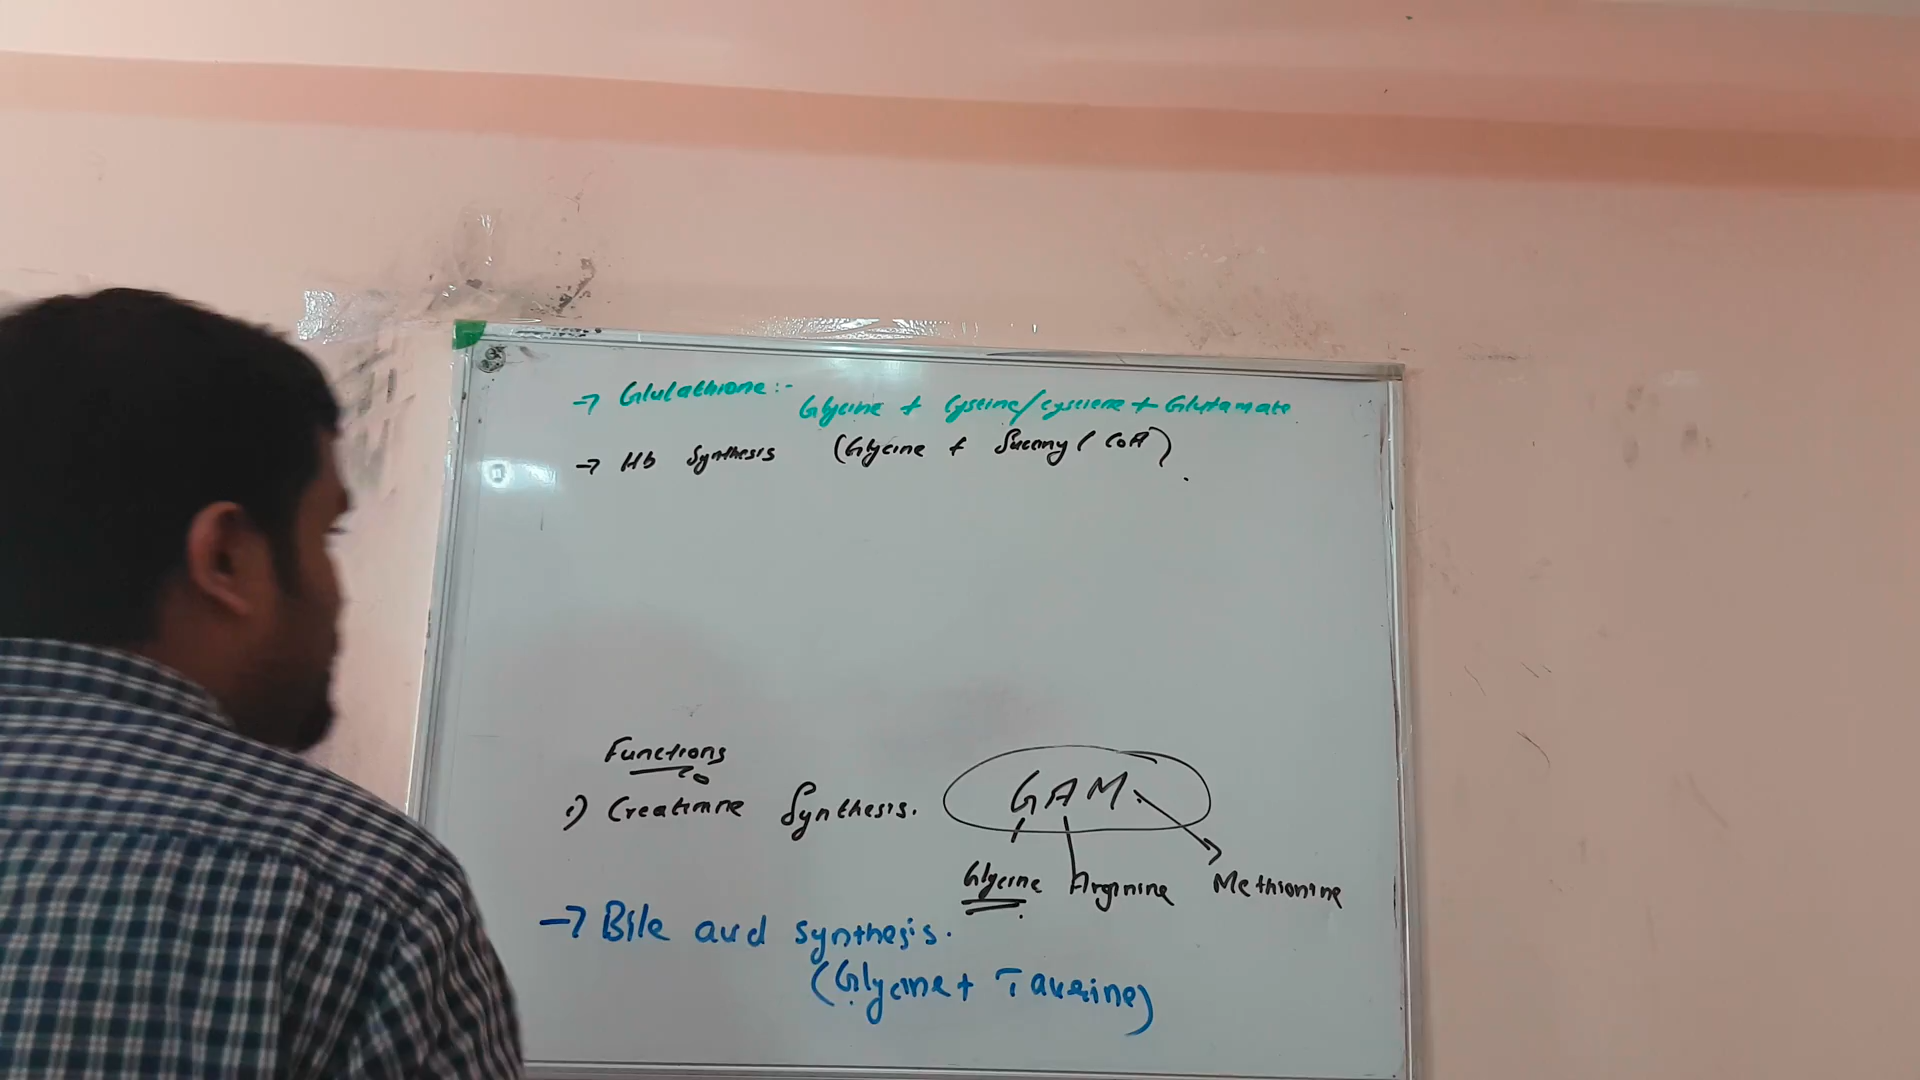 → Glutathione:-
Glycine + Cysteine/cysteine + Glutamate
→ Hb Synthesis (Glycine + Succinyl CoA)
Functions
1) Creatinine Synthesis. GAM
Glycine Arginine Methionine
→ Bile acid synthesis.
(Glycine + Taurine)